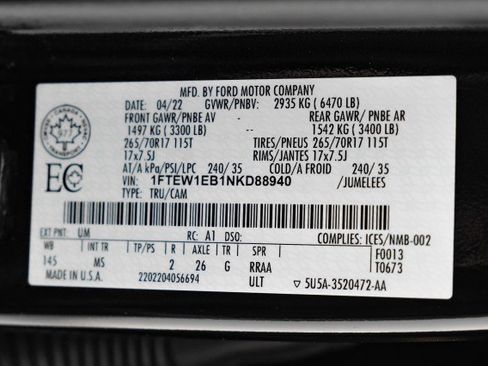 MFD. BY FORD MOTOR COMPANY
DATE: 04/22 GVWR/PNBV: 2935 KG ( 6470 LB)
FRONT GAWR/PNBE AV REAR GAWR/ PNBE AR
1497 KG ( 3300 LB) 1542 KG ( 3400 LB)
265/70R17 115T TIRES/PNEUS 265/70R17 115T
17x7.5J RIMS/JANTES 17x7.5J
AT/A kPa/PSI/LPC 240/ 35 COLD/A FROID 240/ 35
VIN: 1FTEW1EB1NKD88940 /JUMELEES
TYPE: TRU/CAM
EC
EXT PNT: UM RC: A1 DSO: COMPLIES: ICES/NMB-002
WB INT TR TP/PS R AXLE TR SPR F0013
145 MS 2 26 G RRAA T0673
MADE IN U.S.A. 2202204056694 ULT ▽ 5U5A-3520472-AA